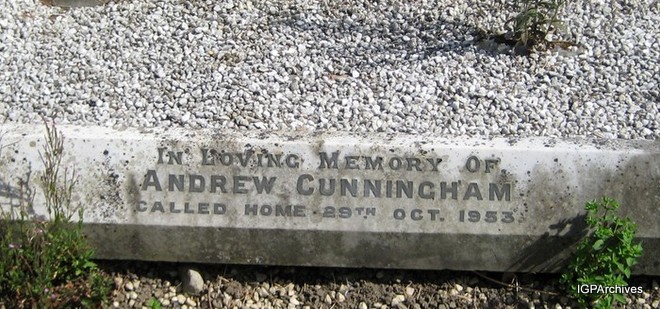 In Loving Memory Of
Andrew Cunningham
CALLED HOME 29TH OCT. 1953.
IGPArchives